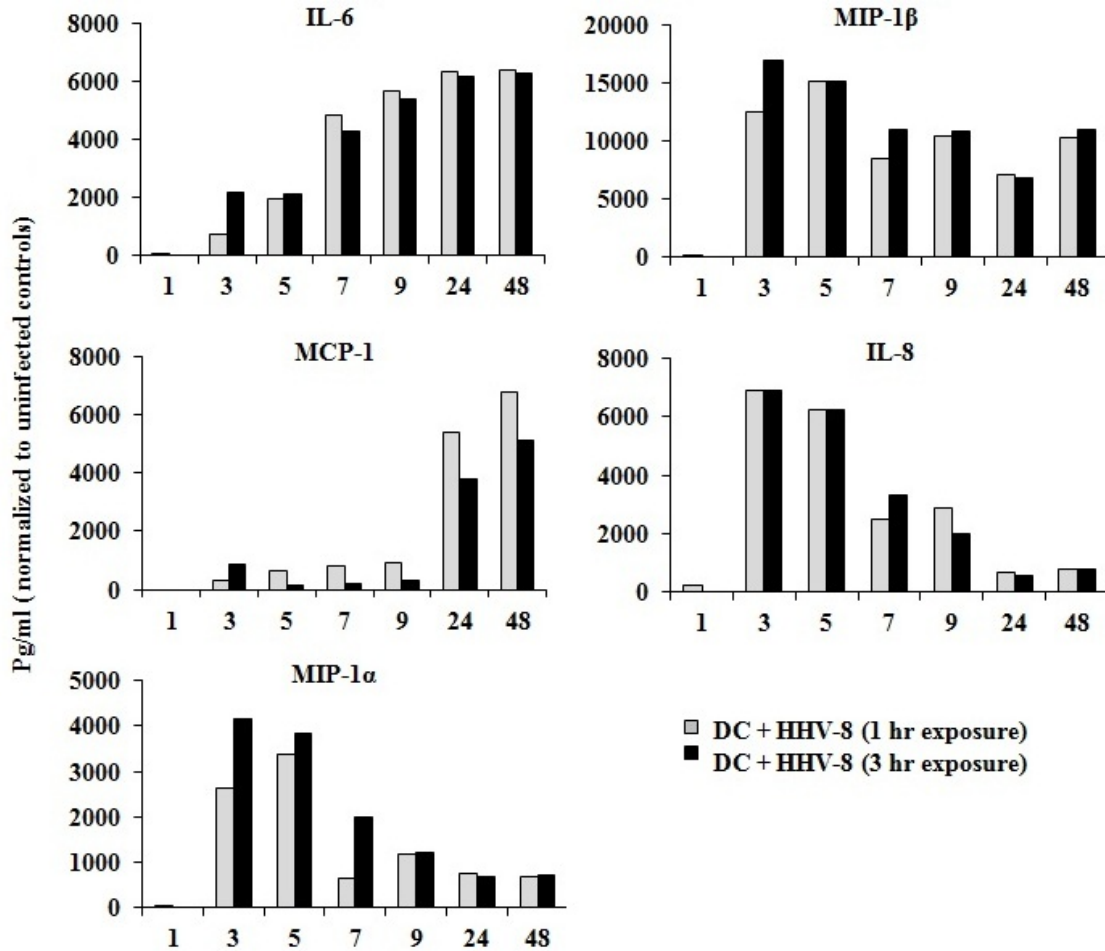 IL-6
8000
6000
4000
2000
0
1 3 5 7 9 24 48
MIP-1β
20000
15000
10000
5000
0
1 3 5 7 9 24 48
MCP-1
8000
6000
4000
2000
0
1 3 5 7 9 24 48
IL-8
8000
6000
4000
2000
0
1 3 5 7 9 24 48
MIP-1α
5000
4000
3000
2000
1000
0
1 3 5 7 9 24 48
Pg/ml ( normalized to uninfected controls)
DC + HHV-8 (1 hr exposure)
DC + HHV-8 (3 hr exposure)